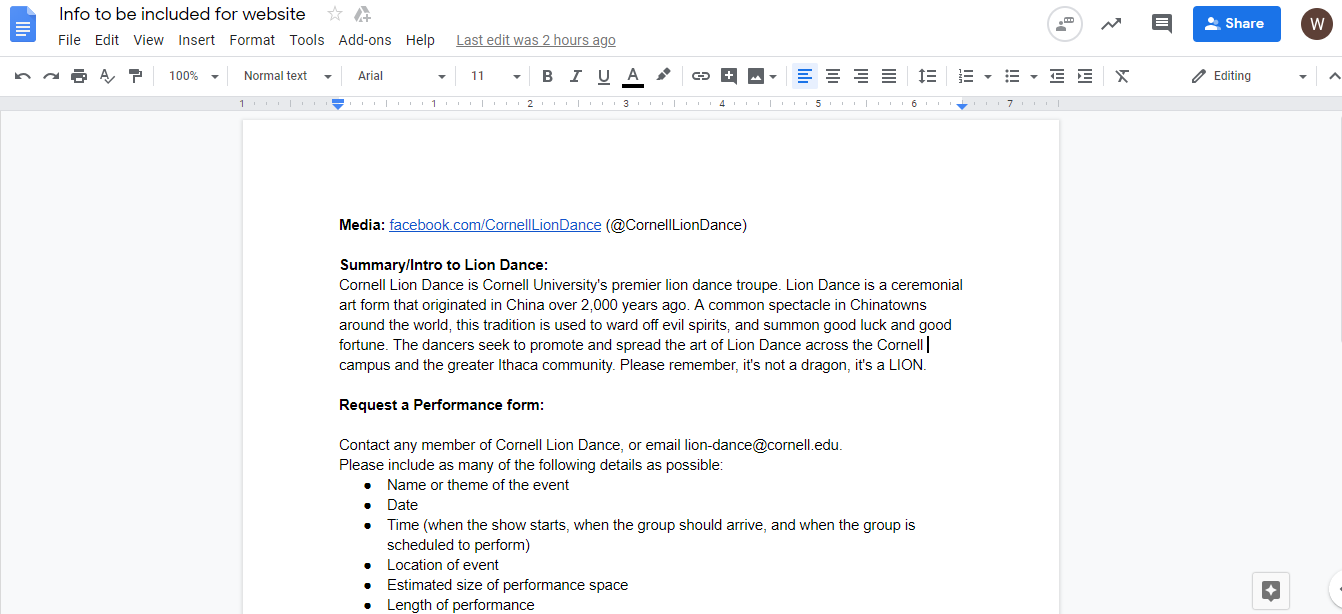 Info to be included for website
File Edit View Insert Format Tools Add-ons Help Last edit was 2 hours ago
Share
W
100% Normal text Arial 11 B I U A Editing
1 1 2 3 4 5 6 7
Media: facebook.com/CornellLionDance (@CornellLionDance)
Summary/Intro to Lion Dance:
Cornell Lion Dance is Cornell University's premier lion dance troupe. Lion Dance is a ceremonial
art form that originated in China over 2,000 years ago. A common spectacle in Chinatowns
around the world, this tradition is used to ward off evil spirits, and summon good luck and good
fortune. The dancers seek to promote and spread the art of Lion Dance across the Cornell
campus and the greater Ithaca community. Please remember, it's not a dragon, it's a LION.
Request a Performance form:
Contact any member of Cornell Lion Dance, or email lion-dance@cornell.edu.
Please include as many of the following details as possible:
● Name or theme of the event
● Date
● Time (when the show starts, when the group should arrive, and when the group is
scheduled to perform)
● Location of event
● Estimated size of performance space
● Length of performance